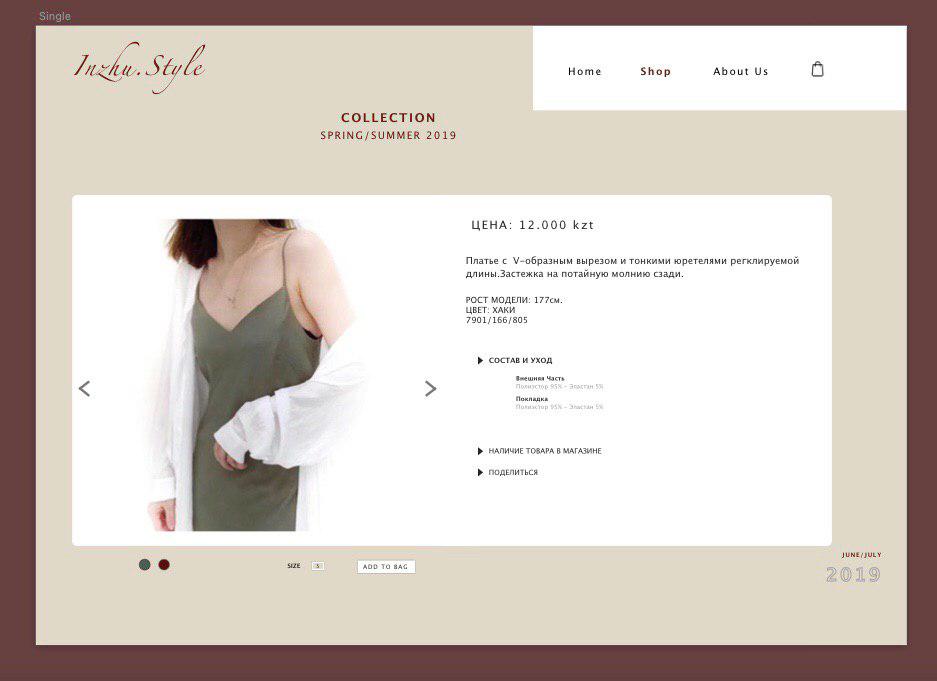 Single
Inzhu.Style
Home Shop About Us
COLLECTION
SPRING/SUMMER 2019
ЦЕНА: 12.000 kzt
Платье с V-образным вырезом и тонкими юретелями регклируемой
длины.Застежка на потайную молнию сзади.
РОСТ МОДЕЛИ: 177см.
ЦВЕТ: ХАКИ
7901/166/805
СОСТАВ И УХОД
Внешняя Часть
Полиэстор 95% - Эластан 5%
Покладка
Полиэстор 95% - Эластан 5%
НАЛИЧИЕ ТОВАРА В МАГАЗИНЕ
ПОДЕЛИТЬСЯ
SIZE S ADD TO BAG
JUNE/JULY
2019